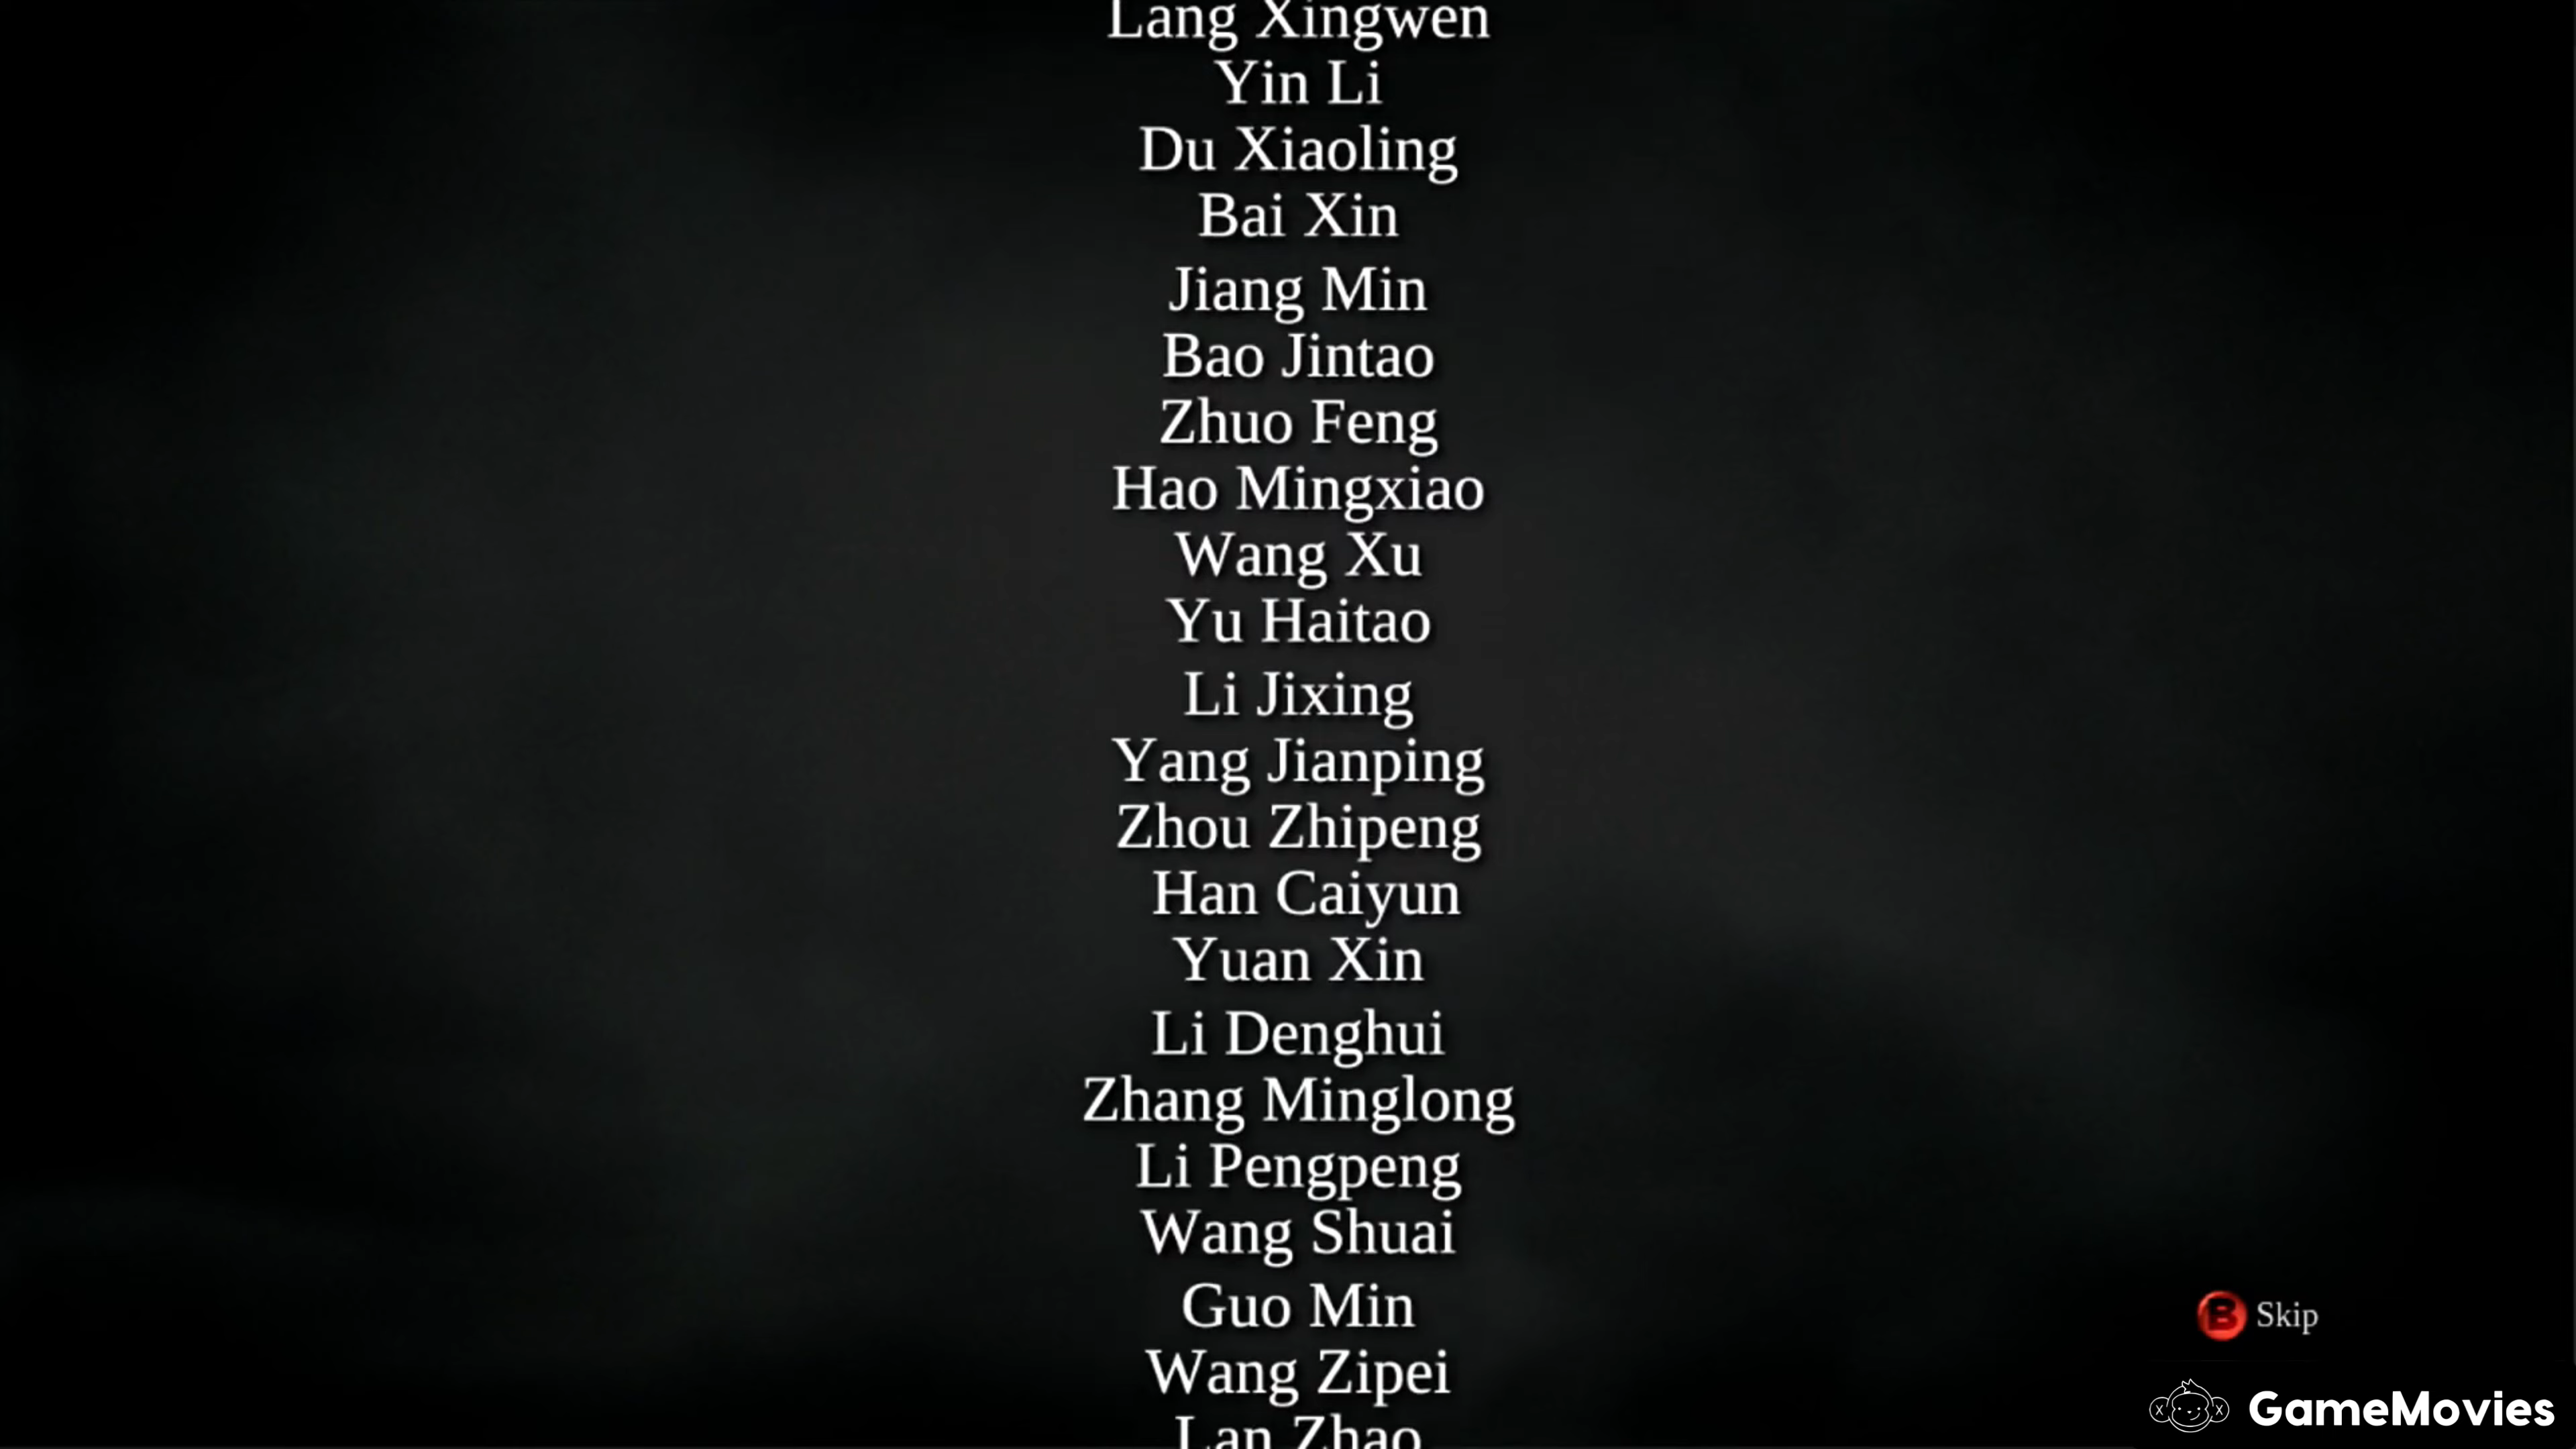 Lang Xingwen
Yin Li
Du Xiaoling
Bai Xin
Jiang Min
Bao Jintao
Zhuo Feng
Hao Mingxiao
Wang Xu
Yu Haitao
Li Jixing
Yang Jianping
Zhou Zhipeng
Han Caiyun
Yuan Xin
Li Denghui
Zhang Minglong
Li Pengpeng
Wang Shuai
Guo Min
Wang Zipei
Lan Zhao
B Skip
GameMovies